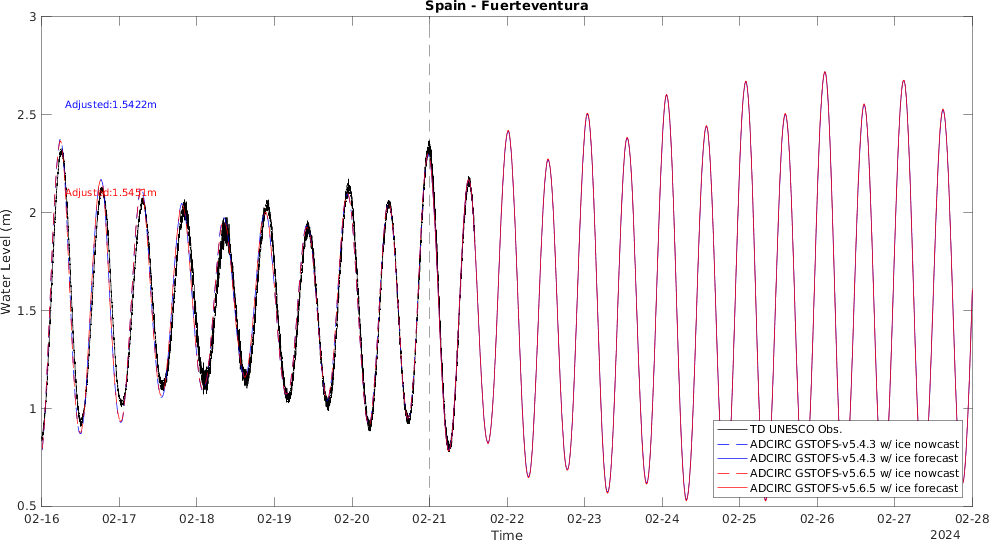 Spain - Fuerteventura
3
2.5
2
1.5
1
0.5
Water Level (m)
Adjusted:1.5422m
Adjusted:1.5451m
TD UNESCO Obs.
ADCIRC GSTOFS-v5.4.3 w/ ice nowcast
ADCIRC GSTOFS-v5.4.3 w/ ice forecast
ADCIRC GSTOFS-v5.6.5 w/ ice nowcast
ADCIRC GSTOFS-v5.6.5 w/ ice forecast
02-16 02-17 02-18 02-19 02-20 02-21 02-22 02-23 02-24 02-25 02-26 02-27 02-28
Time
2024